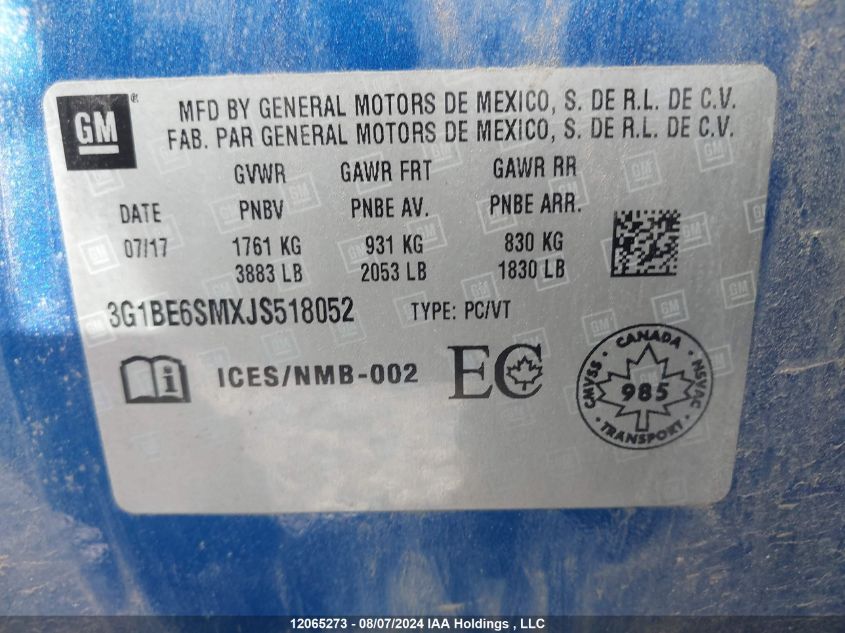 GM
MFD BY GENERAL MOTORS DE MEXICO, S. DE R.L. DE C.V.
FAB. PAR GENERAL MOTORS DE MEXICO, S. DE R.L. DE C.V.
GVWR GAWR FRT GAWR RR
DATE PNBV PNBE AV. PNBE ARR.
07/17 1761 KG 931 KG 830 KG
3883 LB 2053 LB 1830 LB
3G1BE6SMXJS518052 TYPE: PC/VT
ICES/NMB-002 EC
CANADA
CMVSS 985 NSVAC
TRANSPORT
12065273 - 08/07/2024 IAA Holdings , LLC